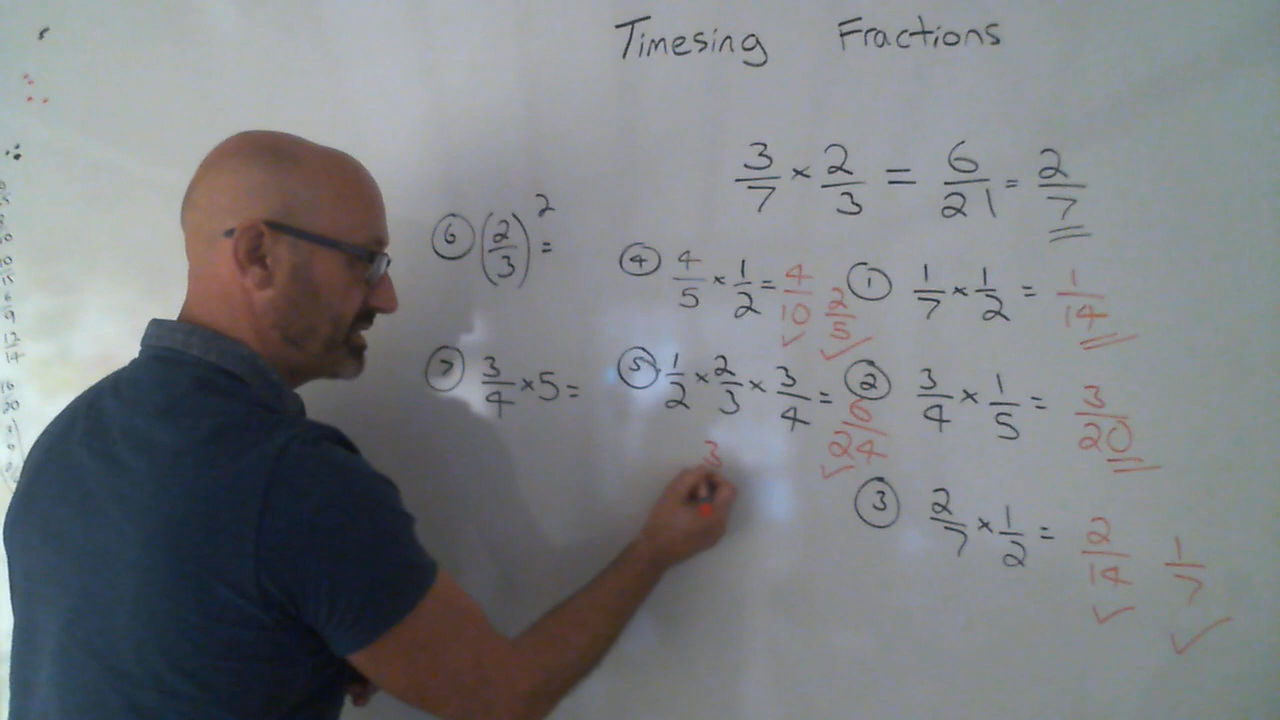 Timesing Fractions
3/7 × 2/3 = 6/21 = 2/7
① 1/7 × 1/2 = 1/14
② 3/4 × 1/5 = 3/20
③ 2/7 × 1/2 = 2/14 1/7
④ 4/5 × 1/2 = 4/10 2/5
⑤ 1/2 × 2/3 × 3/4 = 6/24
3
⑥ (2/3)² =
⑦ 3/4 × 5 =